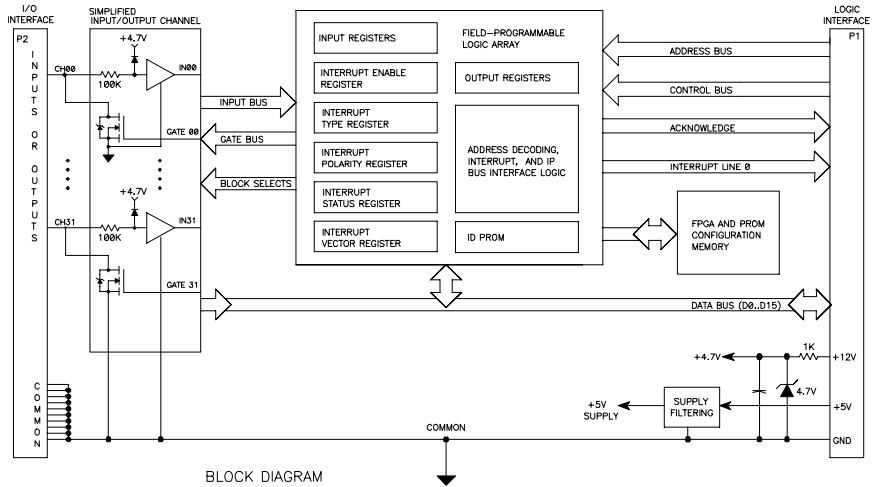 I/O
INTERFACE
P2
INPUTS OR OUTPUTS
COMMON
SIMPLIFIED
INPUT/OUTPUT CHANNEL
+4.7V
CH00
100K
IN00
GATE 00
+4.7V
CH31
100K
IN31
GATE 31
INPUT BUS
GATE BUS
BLOCK SELECTS
INPUT REGISTERS
INTERRUPT ENABLE
REGISTER
INTERRUPT
TYPE REGISTER
INTERRUPT
POLARITY REGISTER
INTERRUPT
STATUS REGISTER
INTERRUPT
VECTOR REGISTER
FIELD-PROGRAMMABLE
LOGIC ARRAY
OUTPUT REGISTERS
ADDRESS DECODING,
INTERRUPT, AND IP
BUS INTERFACE LOGIC
ID PROM
LOGIC
INTERFACE
P1
ADDRESS BUS
CONTROL BUS
ACKNOWLEDGE
INTERRUPT LINE 0
FPGA AND PROM
CONFIGURATION
MEMORY
DATA BUS (D0..D15)
1K
+4.7V
+12V
4.7V
+5V
SUPPLY
SUPPLY
FILTERING
+5V
COMMON
GND
BLOCK DIAGRAM